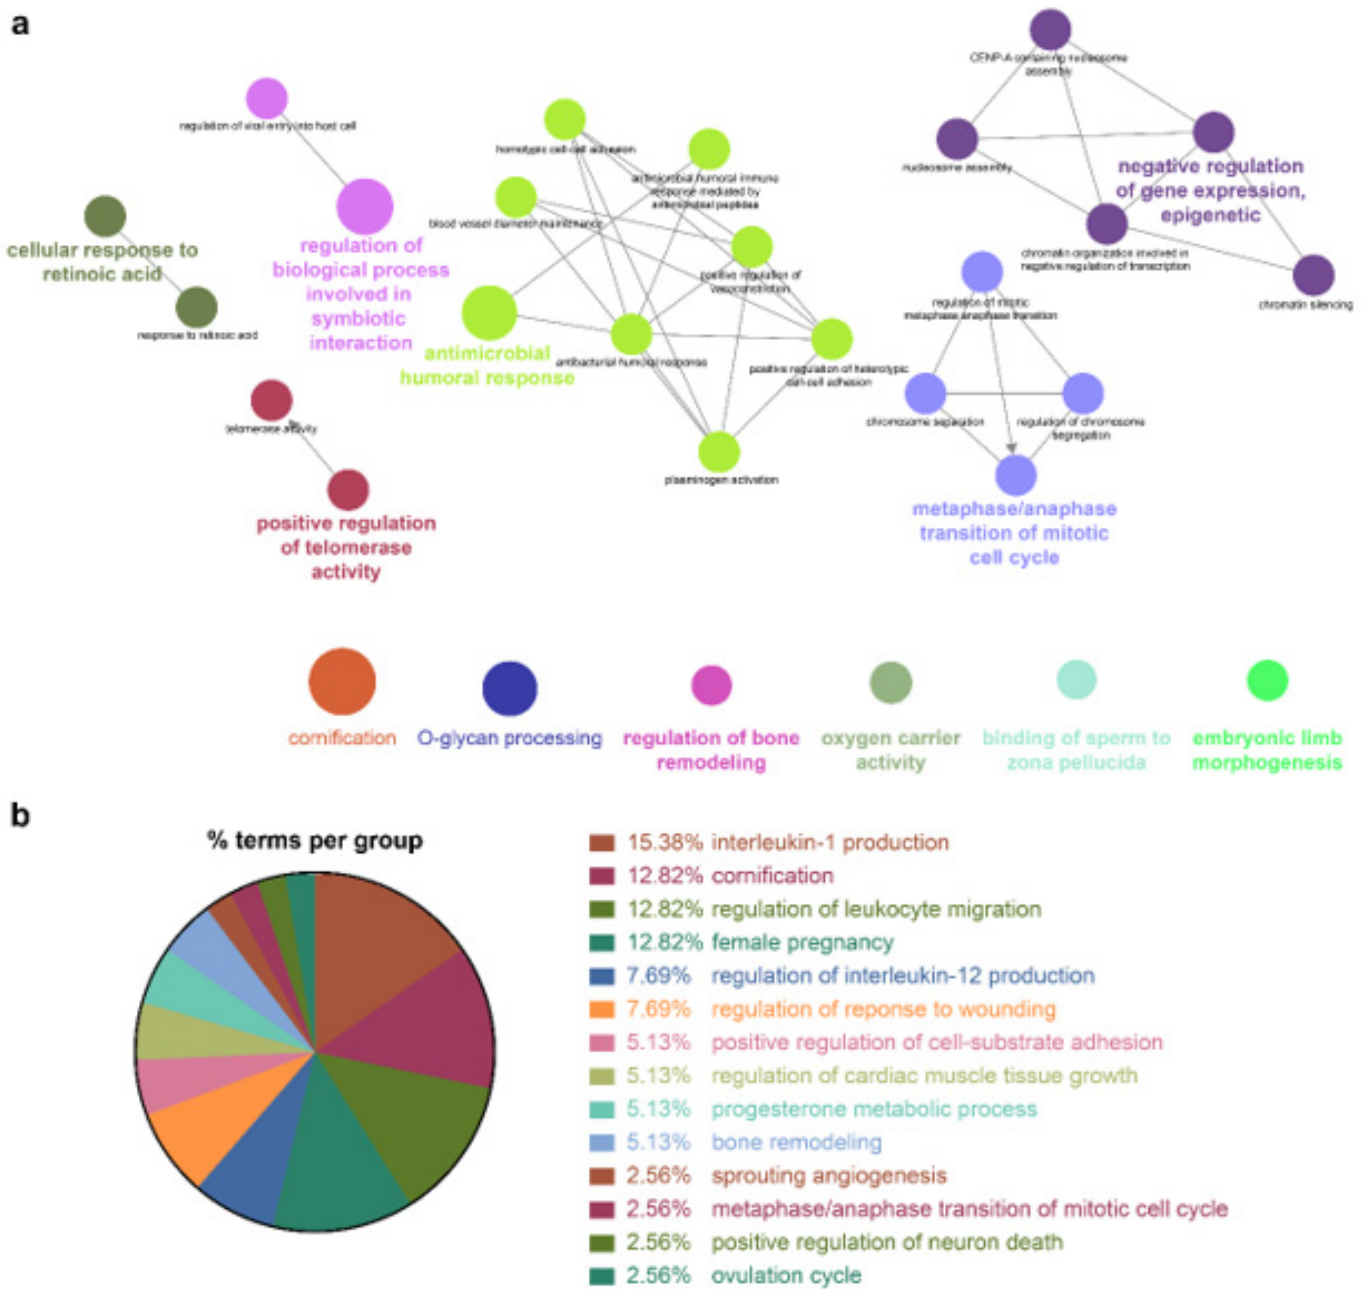 a
CENP-A containing nucleosome
assembly
regulation of viral entry into host cell
homotypic cell-cell adhesion
antimicrobial humoral immune
response mediated by
antimicrobial peptides
nucleosome assembly
negative regulation
of gene expression,
epigenetic
blood vessel diameter maintenance
cellular response to
retinoic acid
regulation of
biological process
involved in
symbiotic
interaction
positive regulation of
vasoconstriction
chromatin organization involved in
negative regulation of transcription
chromatin silencing
regulation of mitotic
metaphase/anaphase transition
response to retinoic acid
antimicrobial
humoral response
antibacterial humoral response
positive regulation of heterotypic
cell-cell adhesion
telomerase activity
chromosome separation
regulation of chromosome
segregation
plasminogen activation
positive regulation
of telomerase
activity
metaphase/anaphase
transition of mitotic
cell cycle
cornification
O-glycan processing
regulation of bone
remodeling
oxygen carrier
activity
binding of sperm to
zona pellucida
embryonic limb
morphogenesis
b
% terms per group
15.38% interleukin-1 production
12.82% cornification
12.82% regulation of leukocyte migration
12.82% female pregnancy
7.69% regulation of interleukin-12 production
7.69% regulation of reponse to wounding
5.13% positive regulation of cell-substrate adhesion
5.13% regulation of cardiac muscle tissue growth
5.13% progesterone metabolic process
5.13% bone remodeling
2.56% sprouting angiogenesis
2.56% metaphase/anaphase transition of mitotic cell cycle
2.56% positive regulation of neuron death
2.56% ovulation cycle